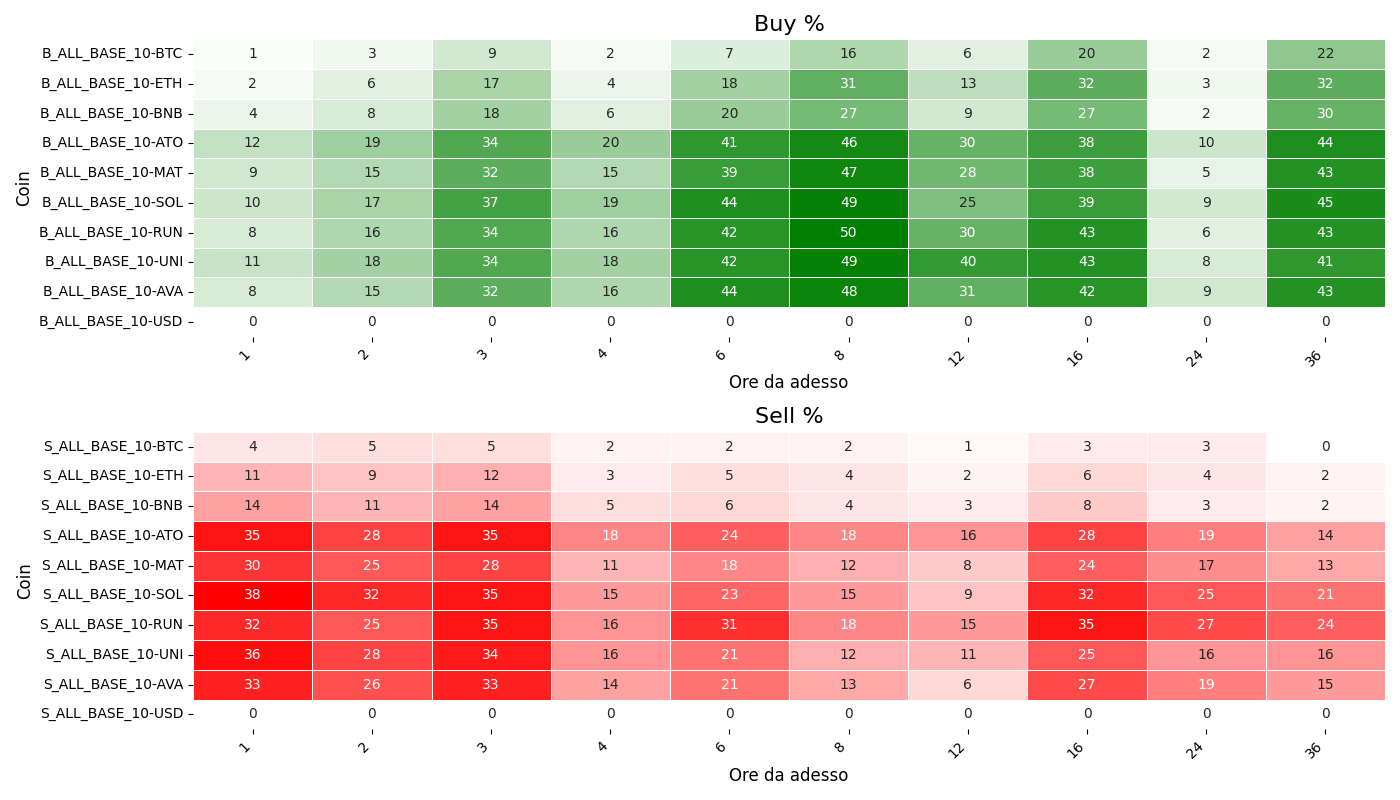 Buy %
Coin
B_ALL_BASE_10-BTC 1 3 9 2 7 16 6 20 2 22
B_ALL_BASE_10-ETH 2 6 17 4 18 31 13 32 3 32
B_ALL_BASE_10-BNB 4 8 18 6 20 27 9 27 2 30
B_ALL_BASE_10-ATO 12 19 34 20 41 46 30 38 10 44
B_ALL_BASE_10-MAT 9 15 32 15 39 47 28 38 5 43
B_ALL_BASE_10-SOL 10 17 37 19 44 49 25 39 9 45
B_ALL_BASE_10-RUN 8 16 34 16 42 50 30 43 6 43
B_ALL_BASE_10-UNI 11 18 34 18 42 49 40 43 8 41
B_ALL_BASE_10-AVA 8 15 32 16 44 48 31 42 9 43
B_ALL_BASE_10-USD 0 0 0 0 0 0 0 0 0 0
1 2 3 4 6 8 12 16 24 36
Ore da adesso
Sell %
Coin
S_ALL_BASE_10-BTC 4 5 5 2 2 2 1 3 3 0
S_ALL_BASE_10-ETH 11 9 12 3 5 4 2 6 4 2
S_ALL_BASE_10-BNB 14 11 14 5 6 4 3 8 3 2
S_ALL_BASE_10-ATO 35 28 35 18 24 18 16 28 19 14
S_ALL_BASE_10-MAT 30 25 28 11 18 12 8 24 17 13
S_ALL_BASE_10-SOL 38 32 35 15 23 15 9 32 25 21
S_ALL_BASE_10-RUN 32 25 35 16 31 18 15 35 27 24
S_ALL_BASE_10-UNI 36 28 34 16 21 12 11 25 16 16
S_ALL_BASE_10-AVA 33 26 33 14 21 13 6 27 19 15
S_ALL_BASE_10-USD 0 0 0 0 0 0 0 0 0 0
1 2 3 4 6 8 12 16 24 36
Ore da adesso